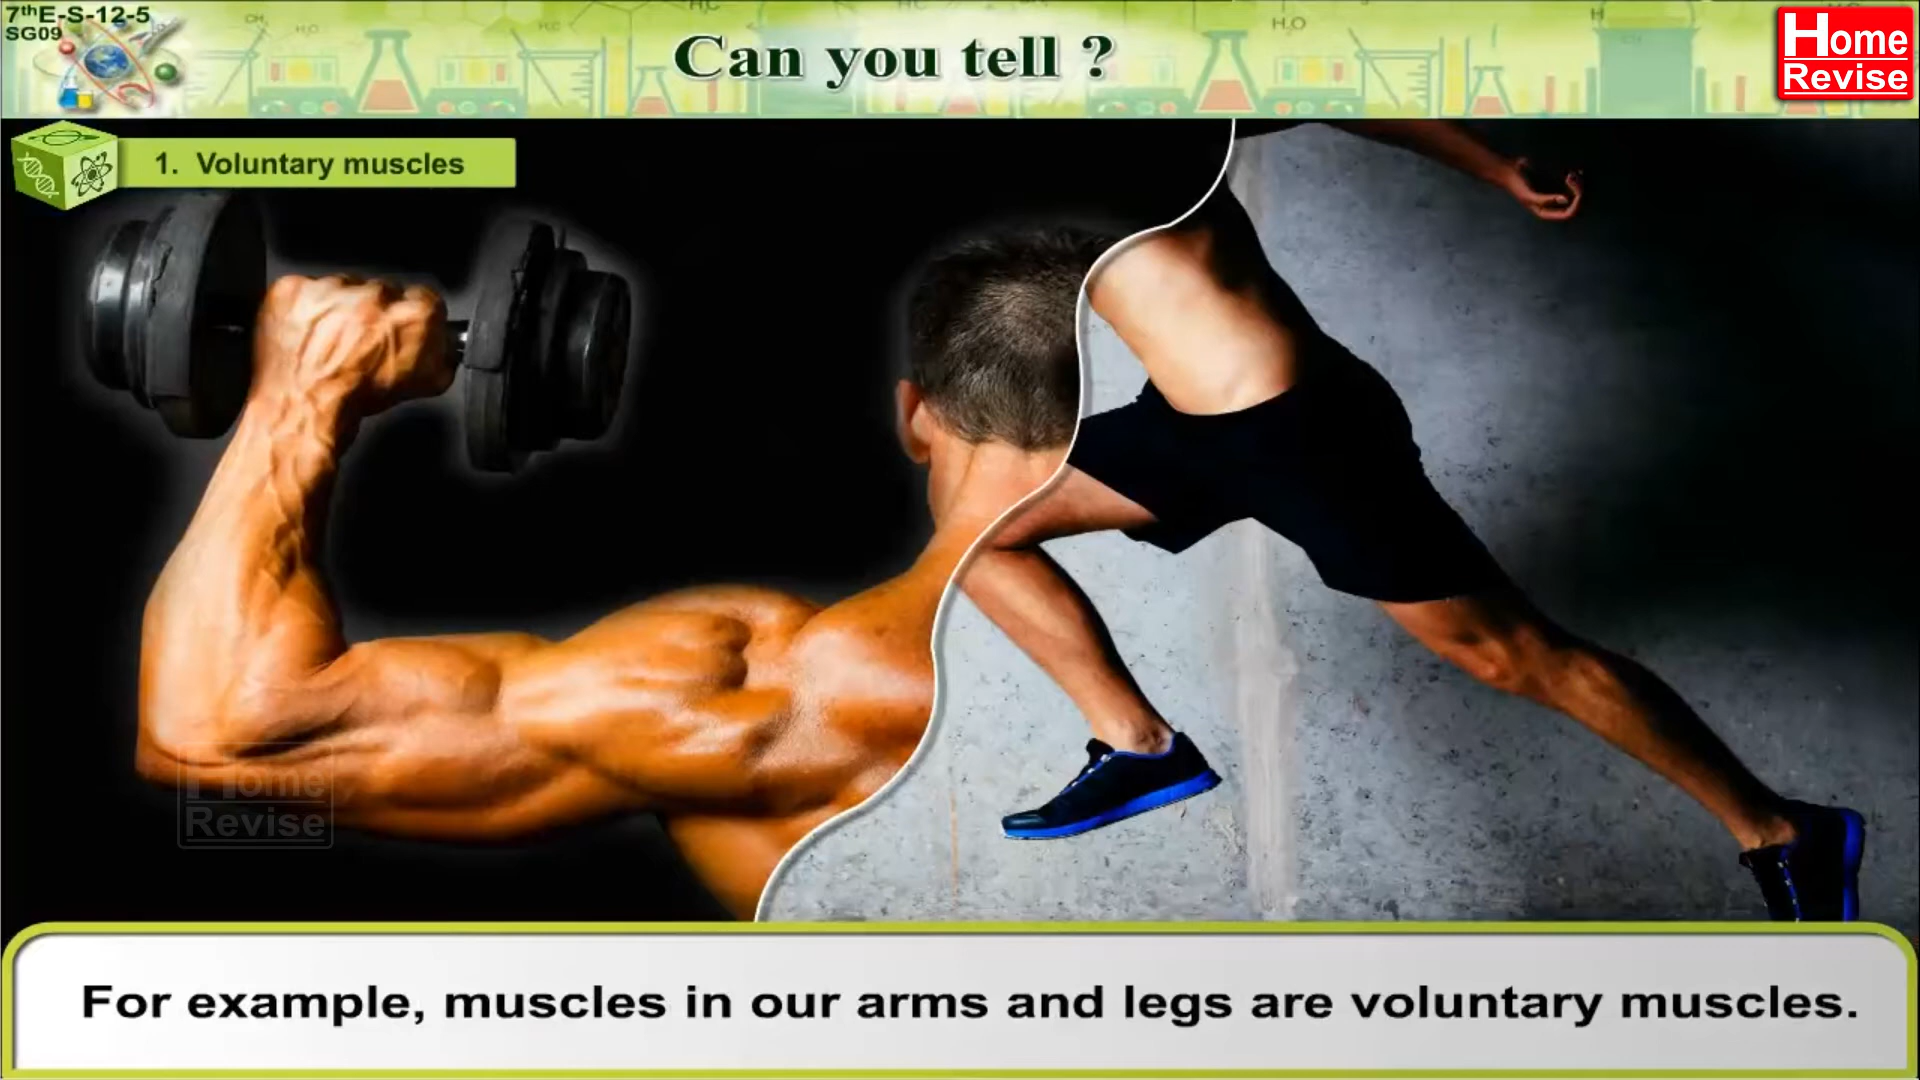 7thE-S-12-5
SG09
Can you tell ?
Home
Revise
1. Voluntary muscles
Home
Revise
For example, muscles in our arms and legs are voluntary muscles.